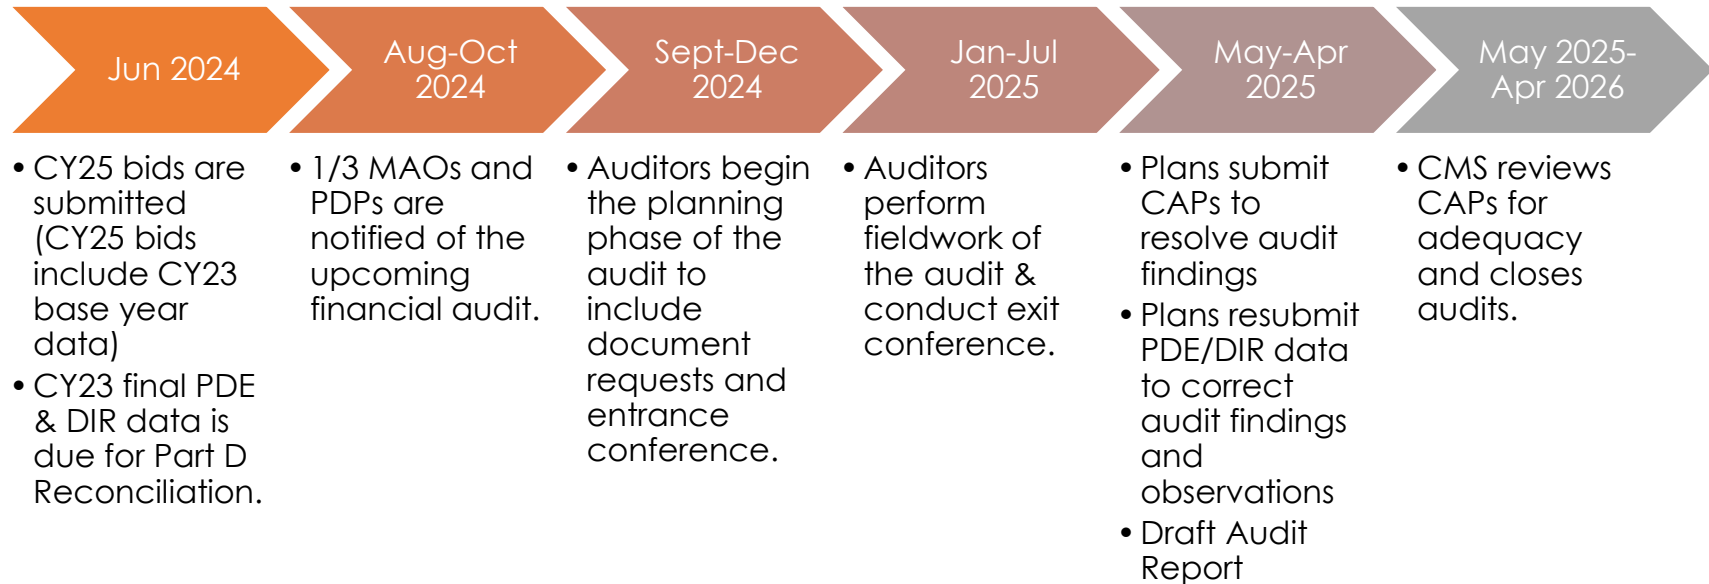 Jun 2024
• CY25 bids are
submitted
(CY25 bids
include CY23
base year
data)
• CY23 final PDE
& DIR data is
due for Part D
Reconciliation.
Aug-Oct
2024
• 1/3 MAOs and
PDPs are
notified of the
upcoming
financial audit.
Sept-Dec
2024
• Auditors begin
the planning
phase of the
audit to
include
document
requests and
entrance
conference.
Jan-Jul
2025
• Auditors
perform
fieldwork of
the audit &
conduct exit
conference.
May-Apr
2025
• Plans submit
CAPs to
resolve audit
findings
• Plans resubmit
PDE/DIR data
to correct
audit findings
and
observations
• Draft Audit
Report
May 2025-
Apr 2026
• CMS reviews
CAPs for
adequacy
and closes
audits.